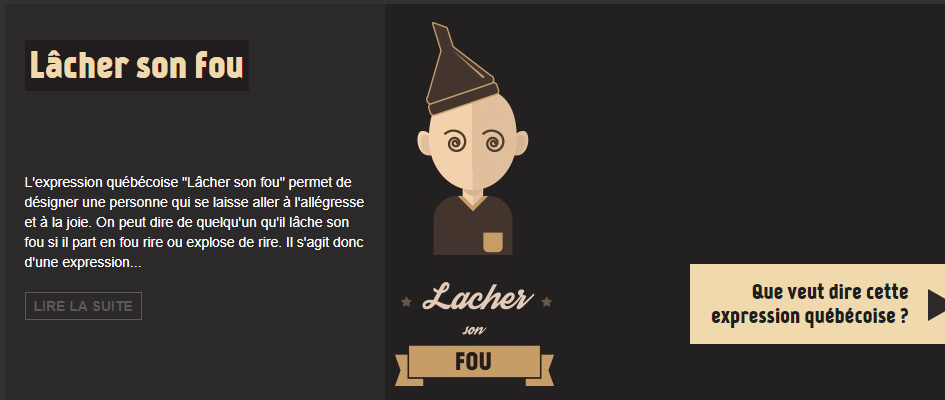 Lâcher son fou
L'expression québécoise "Lâcher son fou" permet de
désigner une personne qui se laisse aller à l'allégresse
et à la joie. On peut dire de quelqu'un qu'il lâche son
fou si il part en fou rire ou explose de rire. Il s'agit donc
d'une expression...
LIRE LA SUITE
Lacher
son
FOU
Que veut dire cette
expression québécoise ?